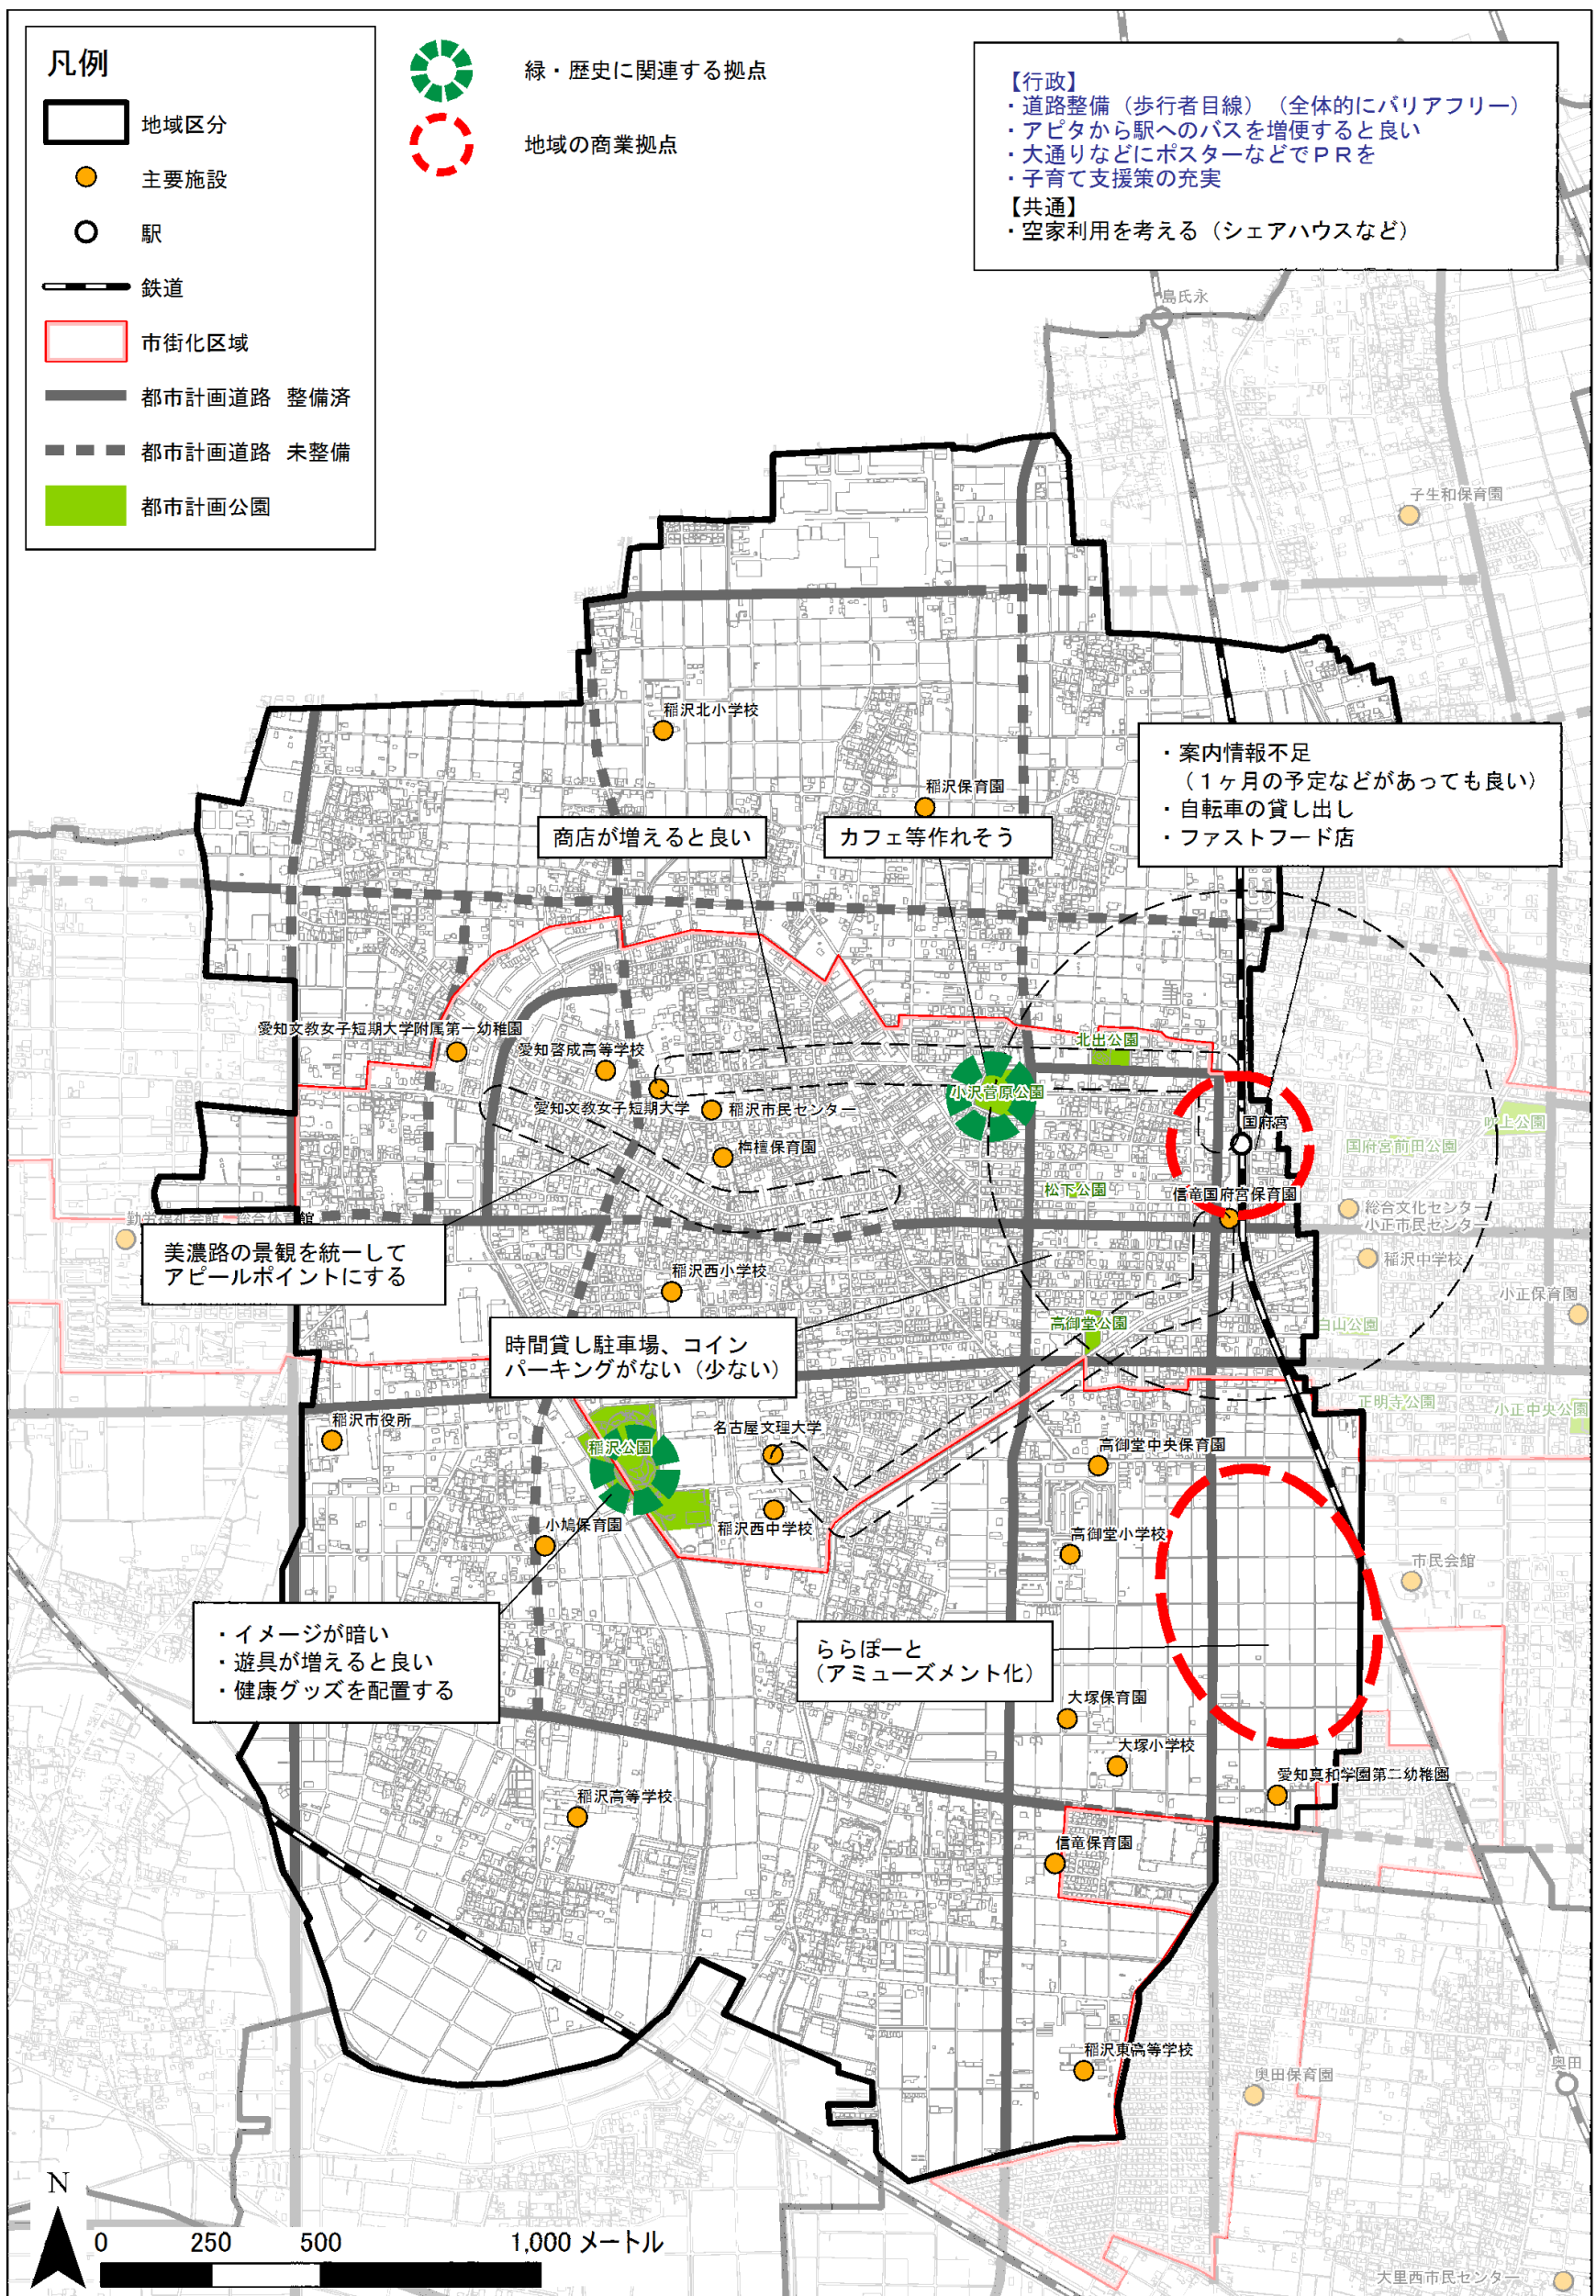 凡例
地域区分
主要施設
駅
鉄道
市街化区域
都市計画道路 整備済
都市計画道路 未整備
都市計画公園
緑・歴史に関連する拠点
地域の商業拠点
【行政】
・道路整備（歩行者目線）（全体的にバリアフリー）
・アピタから駅へのバスを増便すると良い
・大通りなどにポスターなどでＰＲを
・子育て支援策の充実
【共通】
・空家利用を考える（シェアハウスなど）
島氏永
子生和保育園
稲沢北小学校
稲沢保育園
・案内情報不足
（１ヶ月の予定などがあっても良い）
・自転車の貸し出し
・ファストフード店
商店が増えると良い
カフェ等作れそう
愛知文教女子短期大学附属第一幼稚園
愛知啓成高等学校
愛知文教女子短期大学
稲沢市民センター
栴檀保育園
北出公園
小沢菅原公園
国府宮
国府宮前田公園
松下公園
信竜国府宮保育園
総合文化センター
小正市民センター
稲沢中学校
小正保育園
白山公園
美濃路の景観を統一して
アピールポイントにする
稲沢西小学校
高御堂公園
時間貸し駐車場、コイン
パーキングがない（少ない）
正明寺公園
小正中央公園
稲沢市役所
稲沢公園
名古屋文理大学
高御堂中央保育園
稲沢西中学校
小鳩保育園
高御堂小学校
市民会館
・イメージが暗い
・遊具が増えると良い
・健康グッズを配置する
ららぽーと
（アミューズメント化）
大塚保育園
大塚小学校
愛知真和学園第二幼稚園
稲沢高等学校
信竜保育園
稲沢東高等学校
奥田保育園
奥田
大里西市民センター
N
0 250 500 1,000 メートル